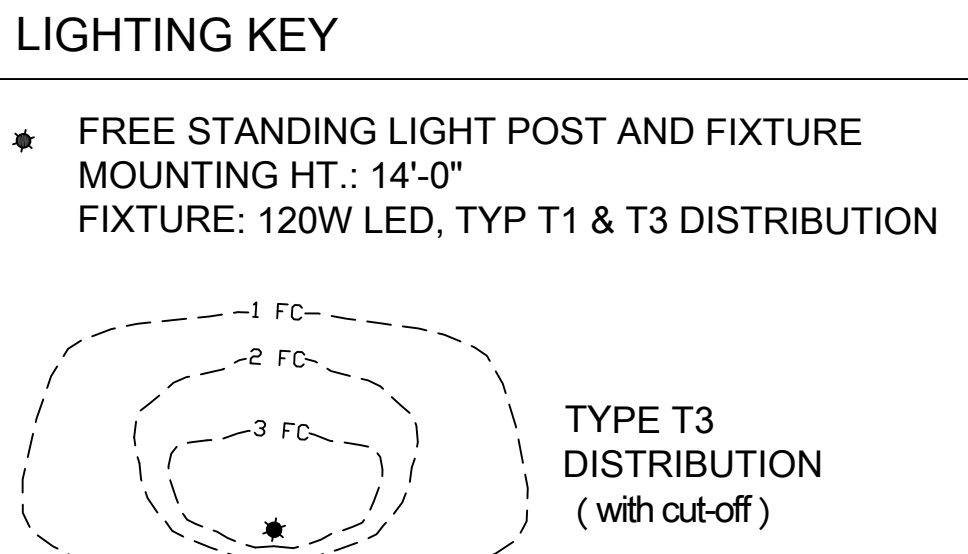 LIGHTING KEY
FREE STANDING LIGHT POST AND FIXTURE
MOUNTING HT.: 14'-0"
FIXTURE: 120W LED, TYP T1 & T3 DISTRIBUTION
1 FC
2 FC
3 FC
TYPE T3
DISTRIBUTION
( with cut-off )